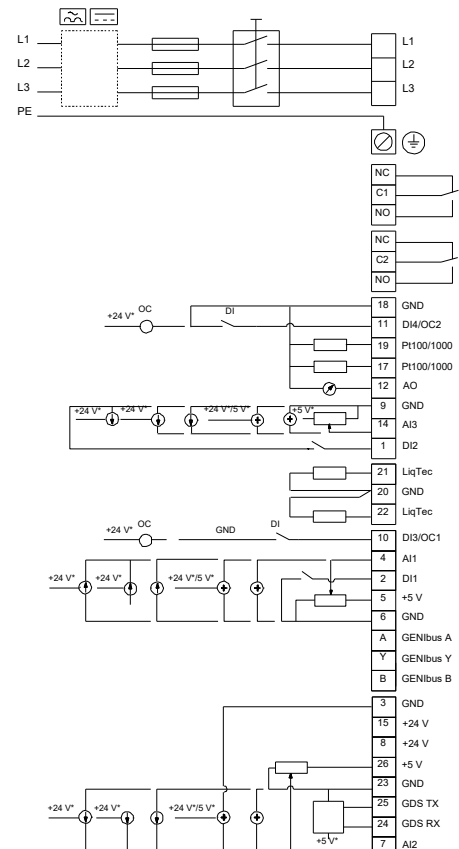 L1 L1
L2 L2
L3 L3
PE
NC
C1
NO
NC
C2
NO
18 GND
+24 V* OC DI 11 DI4/OC2
19 Pt100/1000
17 Pt100/1000
12 AO
9 GND
+24 V* +24 V* +24 V*/5 V* +5 V* 14 AI3
1 DI2
21 LiqTec
20 GND
22 LiqTec
+24 V* OC GND DI 10 DI3/OC1
4 AI1
+24 V* +24 V* +24 V*/5 V* 2 DI1
5 +5 V
6 GND
A GENIbus A
Y GENIbus Y
B GENIbus B
3 GND
15 +24 V
8 +24 V
26 +5 V
23 GND
+24 V* +24 V* +24 V*/5 V* 25 GDS TX
24 GDS RX
+5 V* 7 AI2